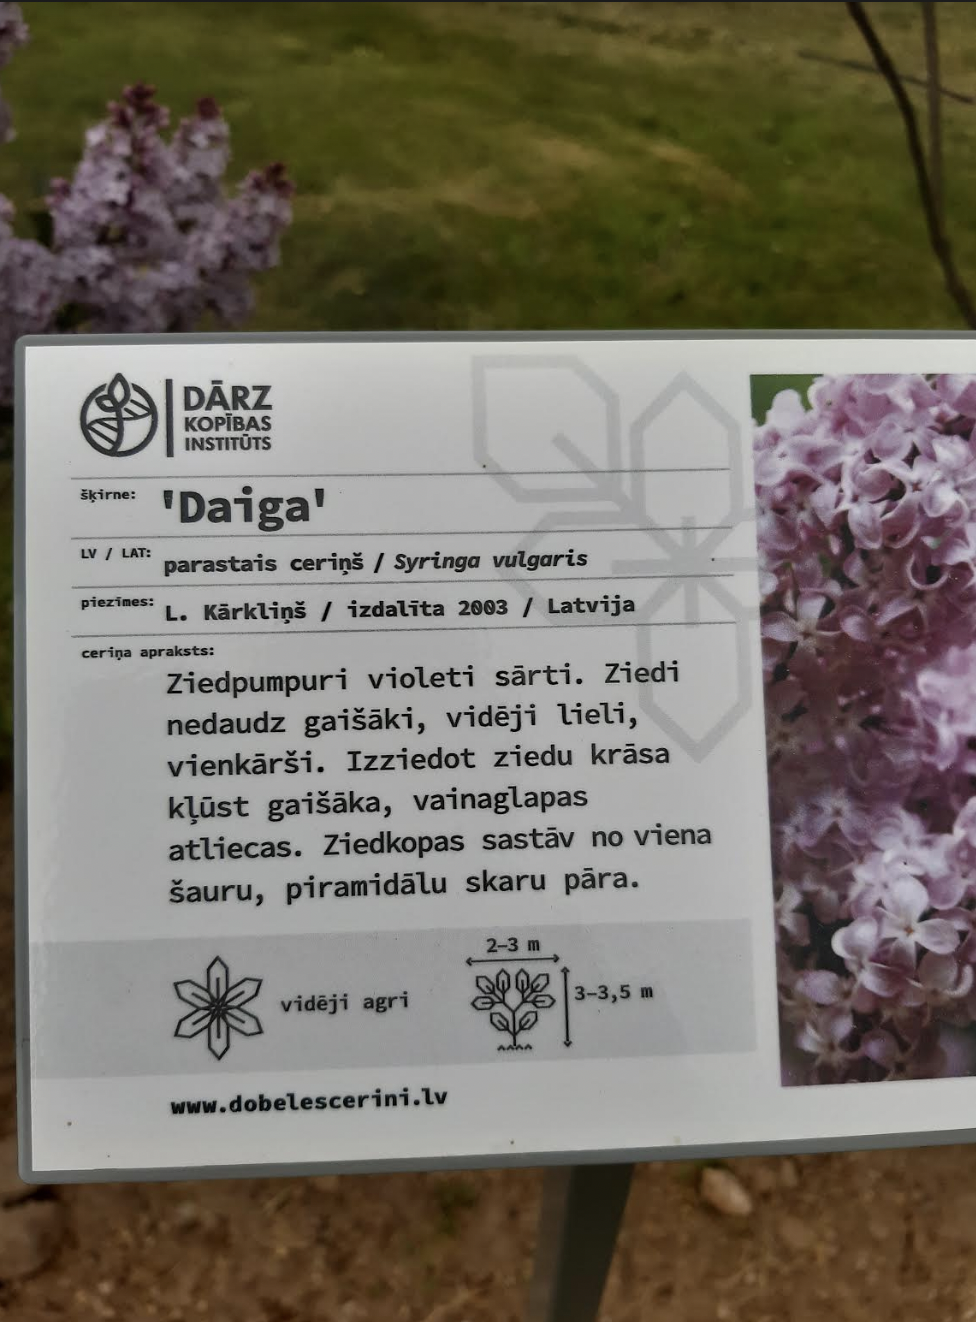 DĀRZ
KOPĪBAS
INSTITŪTS
šķirne: 'Daiga'
LV / LAT: parastais ceriņš / Syringa vulgaris
piezīmes: L. Kārkliņš / izdalīta 2003 / Latvija
ceriņa apraksts:
Ziedpumpuri violeti sārti. Ziedi
nedaudz gaišāki, vidēji lieli,
vienkārši. Izziedot ziedu krāsa
kļūst gaišāka, vainaglapas
atliecas. Ziedkopas sastāv no viena
šauru, piramidālu skaru pāra.
2–3 m
vidēji agri
3–3,5 m
www.dobelescerini.lv